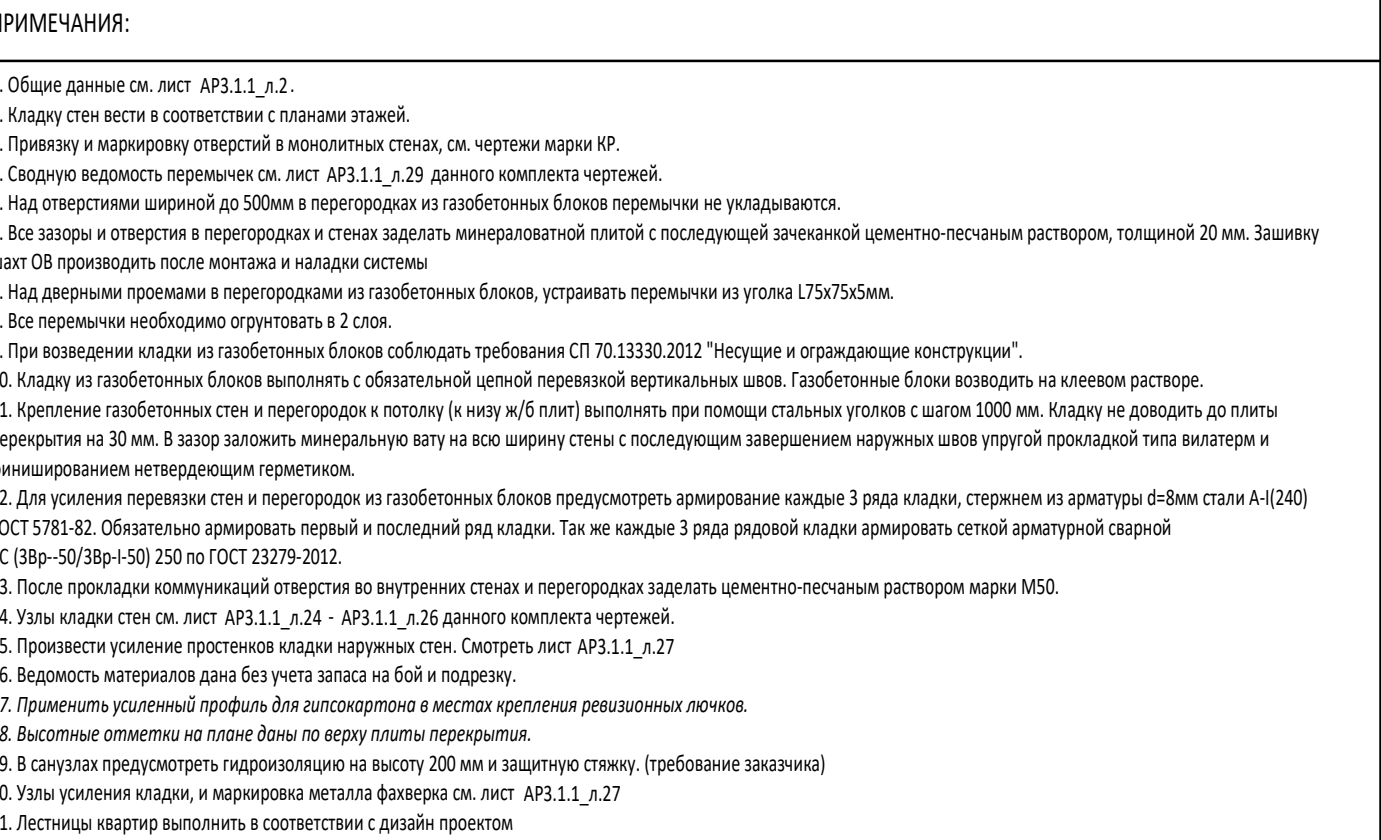 РИМЕЧАНИЯ:
. Общие данные см. лист АР3.1.1_л.2.
. Кладку стен вести в соответствии с планами этажей.
. Привязку и маркировку отверстий в монолитных стенах, см. чертежи марки КР.
. Сводную ведомость перемычек см. лист АР3.1.1_л.29 данного комплекта чертежей.
. Над отверстиями шириной до 500мм в перегородках из газобетонных блоков перемычки не укладываются.
. Все зазоры и отверстия в перегородках и стенах заделать минераловатной плитой с последующей зачеканкой цементно-песчаным раствором, толщиной 20 мм. Зашивку
ахт ОВ производить после монтажа и наладки системы
. Над дверными проемами в перегородками из газобетонных блоков, устраивать перемычки из уголка L75x75x5мм.
. Все перемычки необходимо огрунтовать в 2 слоя.
. При возведении кладки из газобетонных блоков соблюдать требования СП 70.13330.2012 "Несущие и ограждающие конструкции".
0. Кладку из газобетонных блоков выполнять с обязательной цепной перевязкой вертикальных швов. Газобетонные блоки возводить на клеевом растворе.
1. Крепление газобетонных стен и перегородок к потолку (к низу ж/б плит) выполнять при помощи стальных уголков с шагом 1000 мм. Кладку не доводить до плиты
ерекрытия на 30 мм. В зазор заложить минеральную вату на всю ширину стены с последующим завершением наружных швов упругой прокладкой типа вилатерм и
финишированием нетвердеющим герметиком.
2. Для усиления перевязки стен и перегородок из газобетонных блоков предусмотреть армирование каждые 3 ряда кладки, стержнем из арматуры d=8мм стали А-I(240)
ОСТ 5781-82. Обязательно армировать первый и последний ряд кладки. Так же каждые 3 ряда рядовой кладки армировать сеткой арматурной сварной
С (3Вр--50/3Вр-I-50) 250 по ГОСТ 23279-2012.
3. После прокладки коммуникаций отверстия во внутренних стенах и перегородках заделать цементно-песчаным раствором марки М50.
4. Узлы кладки стен см. лист АР3.1.1_л.24 - АР3.1.1_л.26 данного комплекта чертежей.
5. Произвести усиление простенков кладки наружных стен. Смотреть лист АР3.1.1_л.27
6. Ведомость материалов дана без учета запаса на бой и подрезку.
7. Применить усиленный профиль для гипсокартона в местах крепления ревизионных лючков.
8. Высотные отметки на плане даны по верху плиты перекрытия.
9. В санузлах предусмотреть гидроизоляцию на высоту 200 мм и защитную стяжку. (требование заказчика)
0. Узлы усиления кладки, и маркировка металла фахверка см. лист АР3.1.1_л.27
1. Лестницы квартир выполнить в соответствии с дизайн проектом